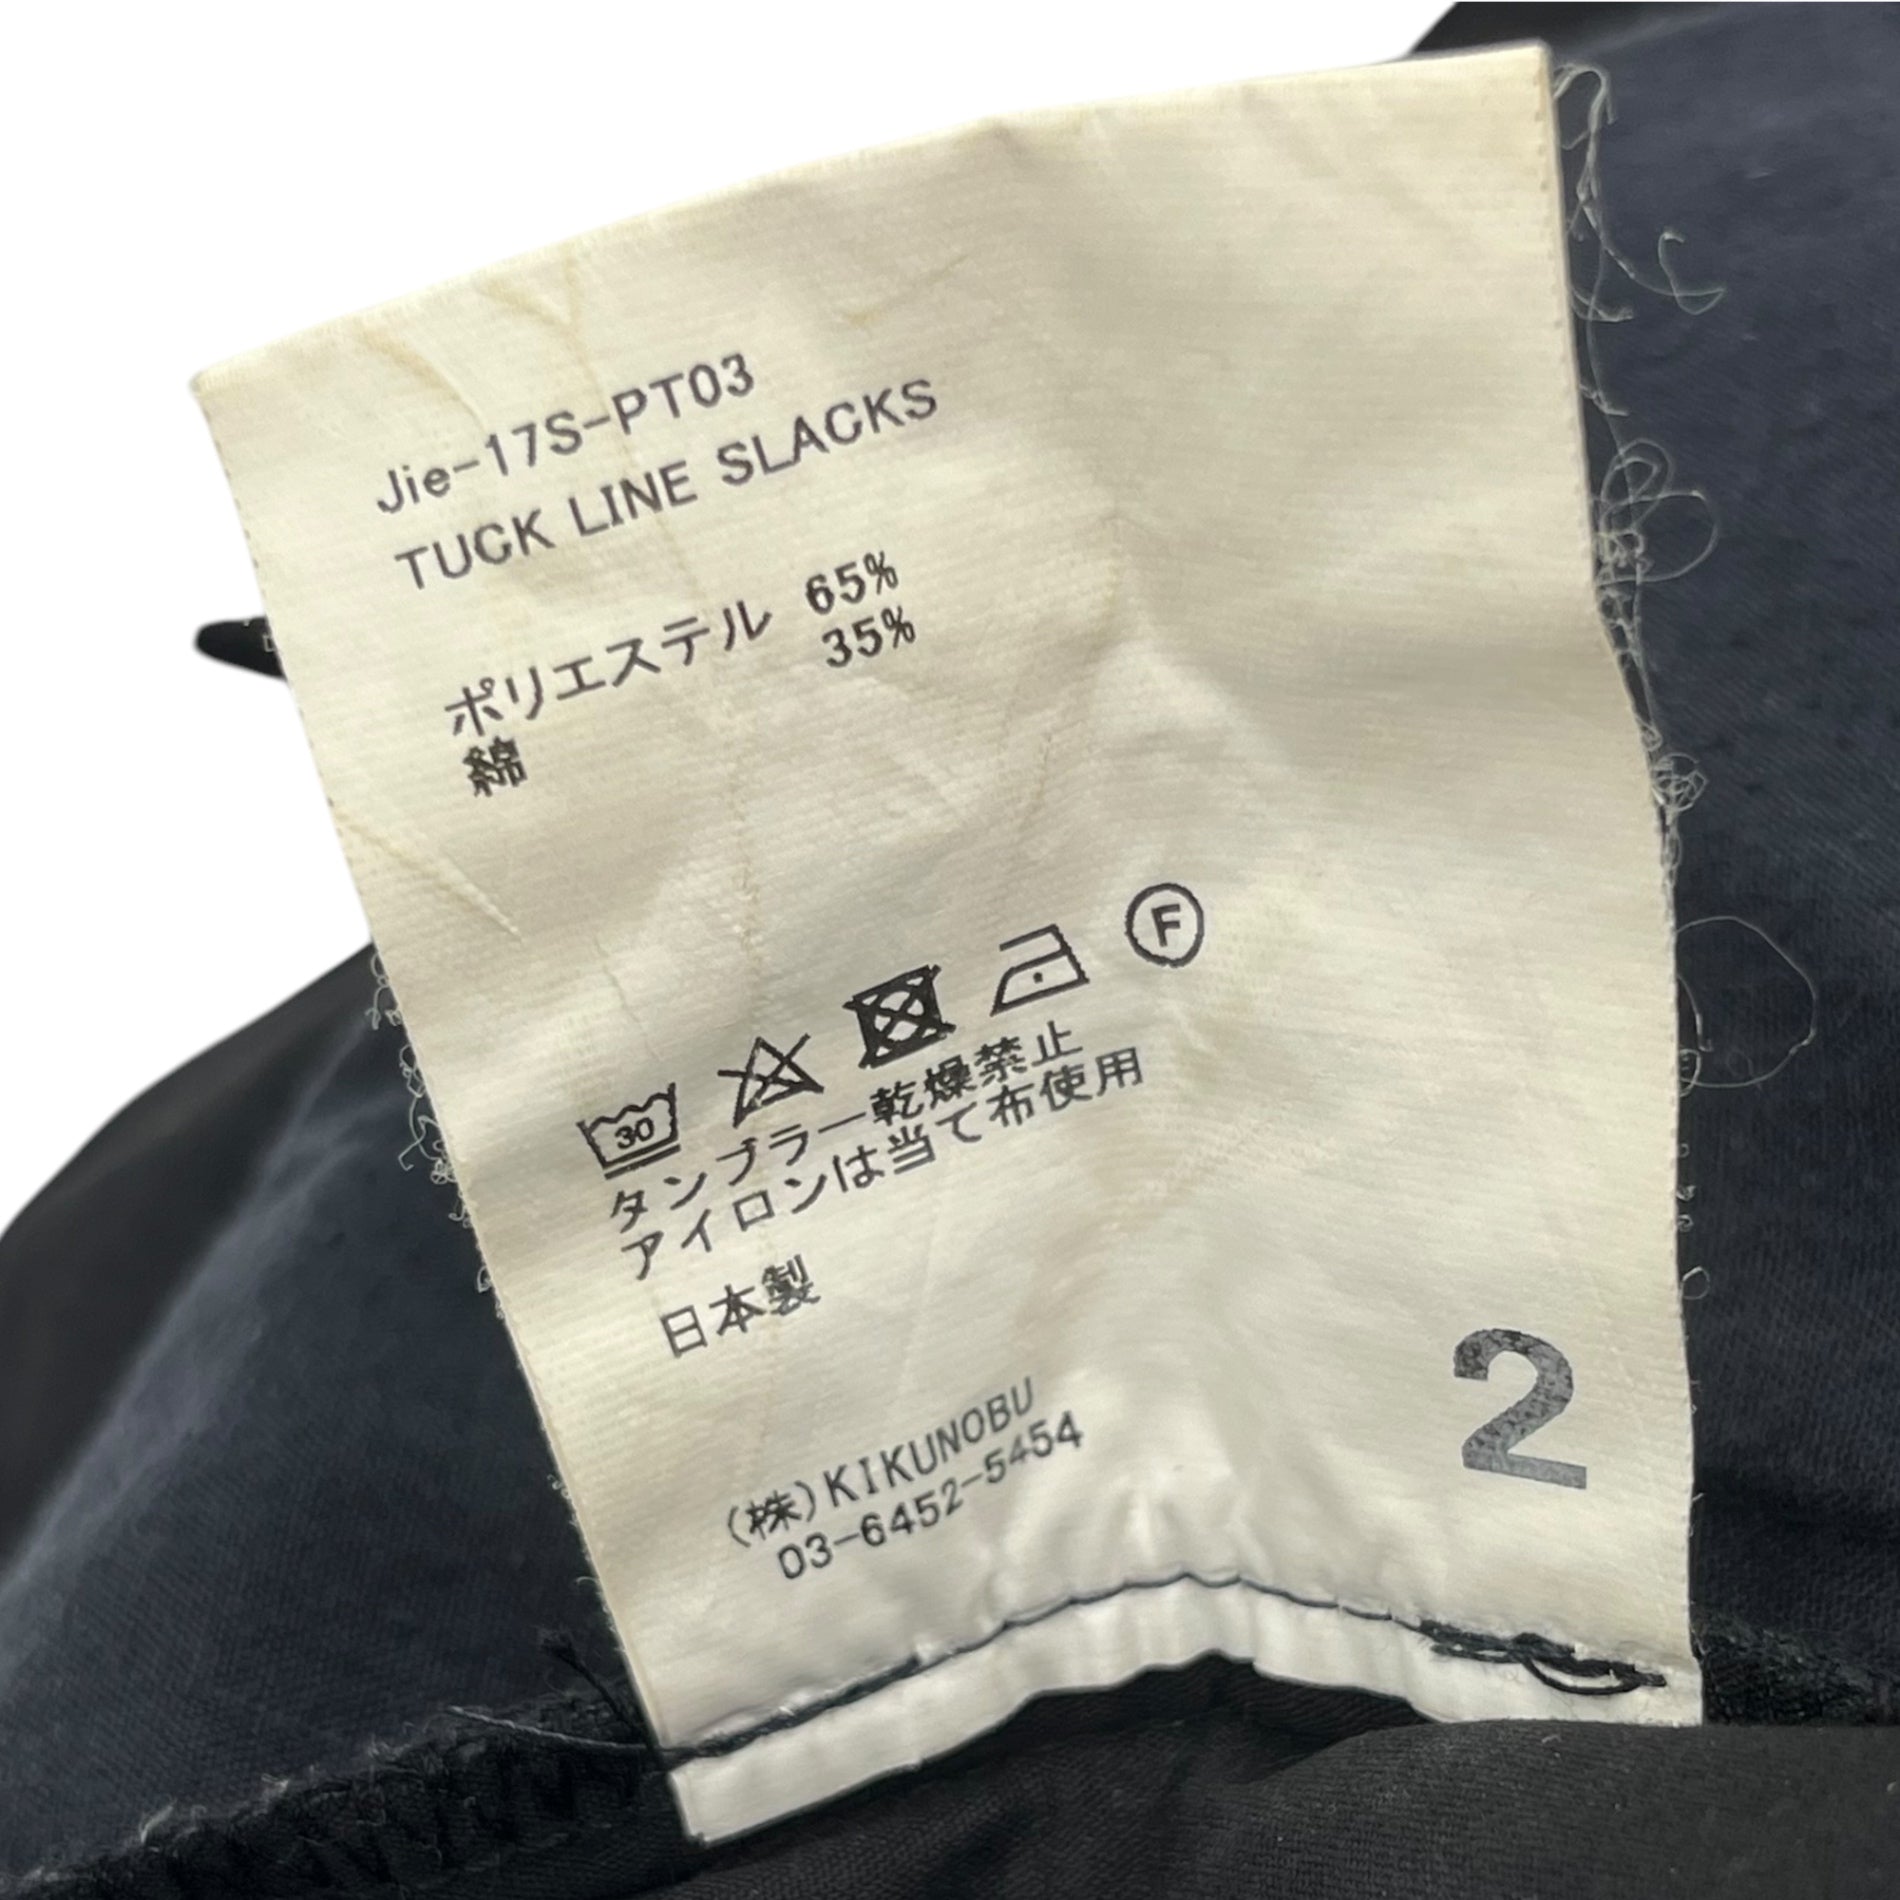 Jie-17S-PT03
TUCK LINE SLACKS
ポリエステル 65%
綿 35%
30
F
タンブラー乾燥禁止
アイロンは当て布使用
日本製
2
(株)KIKUNOBU
03-6452-5454